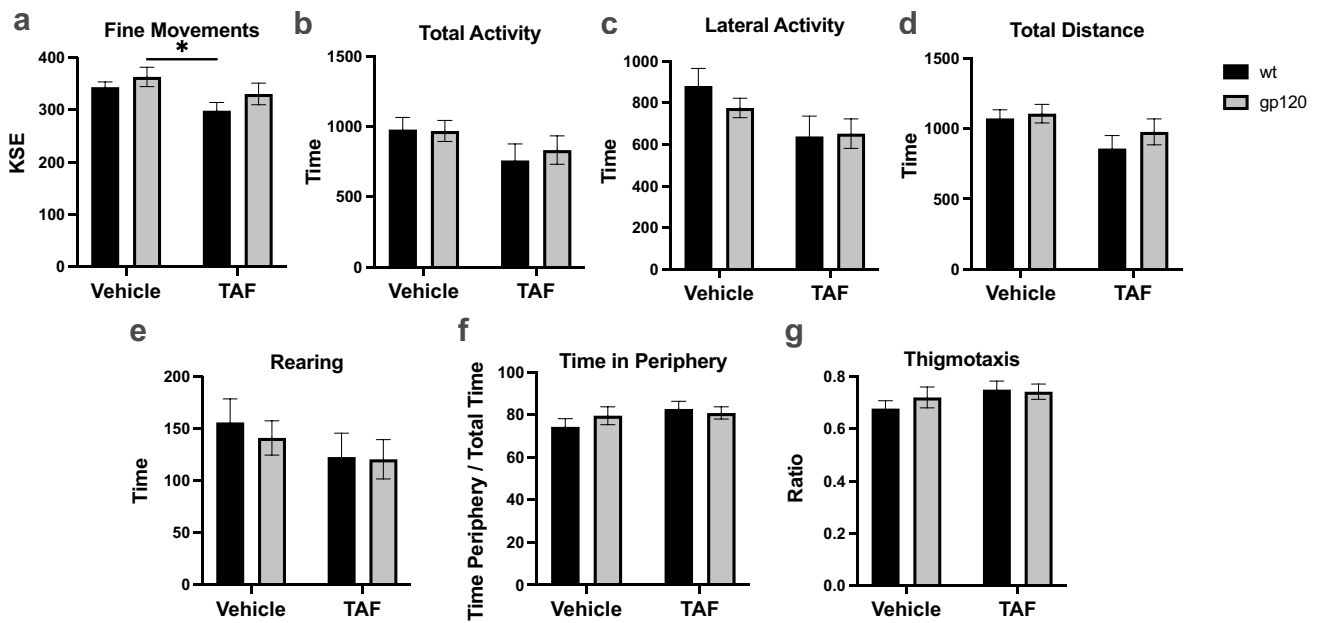 a
Fine Movements
*
KSE
400
300
200
100
0
Vehicle TAF
b
Total Activity
Time
1500
1000
500
0
Vehicle TAF
c
Lateral Activity
Time
1000
800
600
400
200
0
Vehicle TAF
d
Total Distance
Time
1500
1000
500
0
Vehicle TAF
wt
gp120
e
Rearing
Time
200
150
100
50
0
Vehicle TAF
f
Time in Periphery
Time Periphery / Total Time
100
80
60
40
20
0
Vehicle TAF
g
Thigmotaxis
Ratio
0.8
0.6
0.4
0.2
0.0
Vehicle TAF